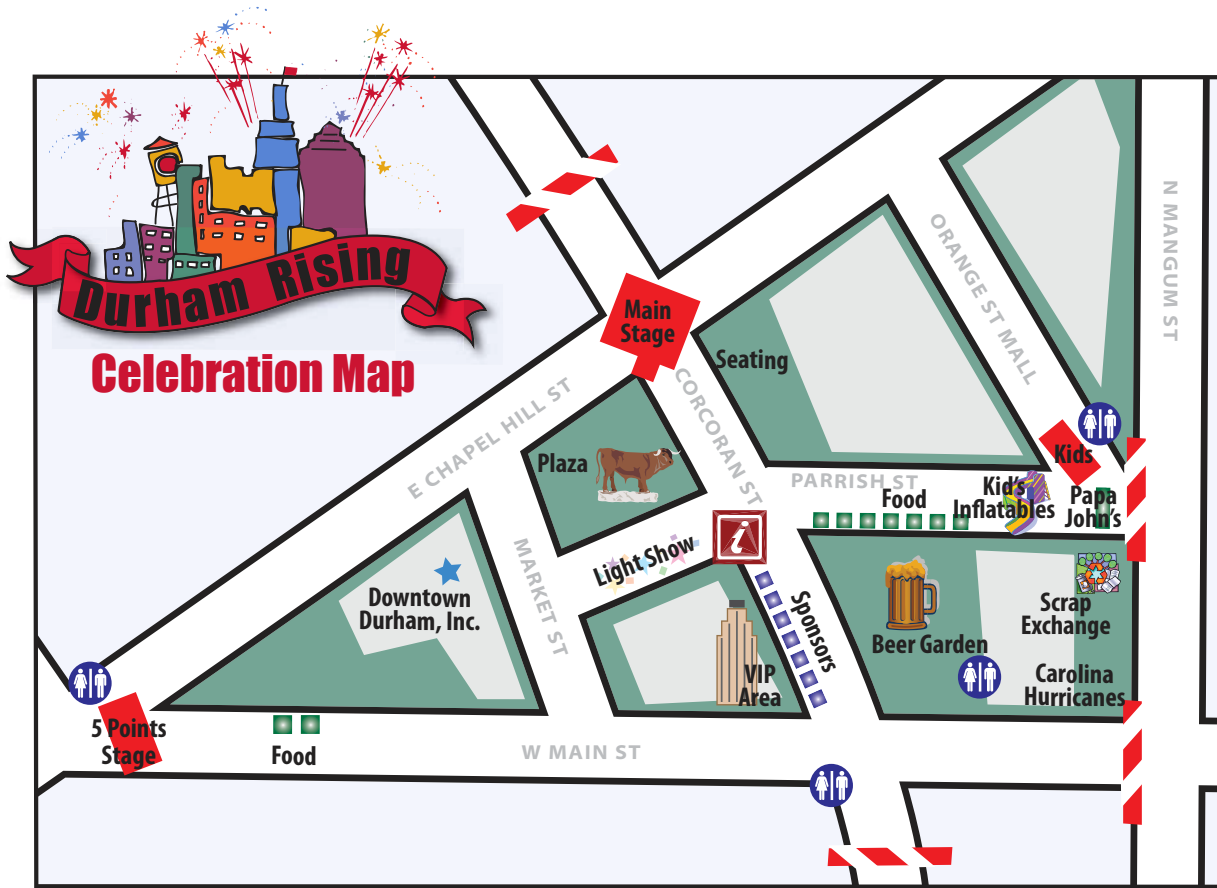 Durham Rising
Celebration Map
Main
Stage
Seating
E CHAPEL HILL ST
CORCORAN ST
ORANGE ST MALL
N MANGUM ST
Plaza
PARRISH ST
Kids
Food
Kid's
Inflatables
Papa
John's
MARKET ST
Light Show
i
Downtown
Durham, Inc.
Sponsors
Beer Garden
Scrap
Exchange
VIP
Area
Carolina
Hurricanes
5 Points
Stage
Food
W MAIN ST